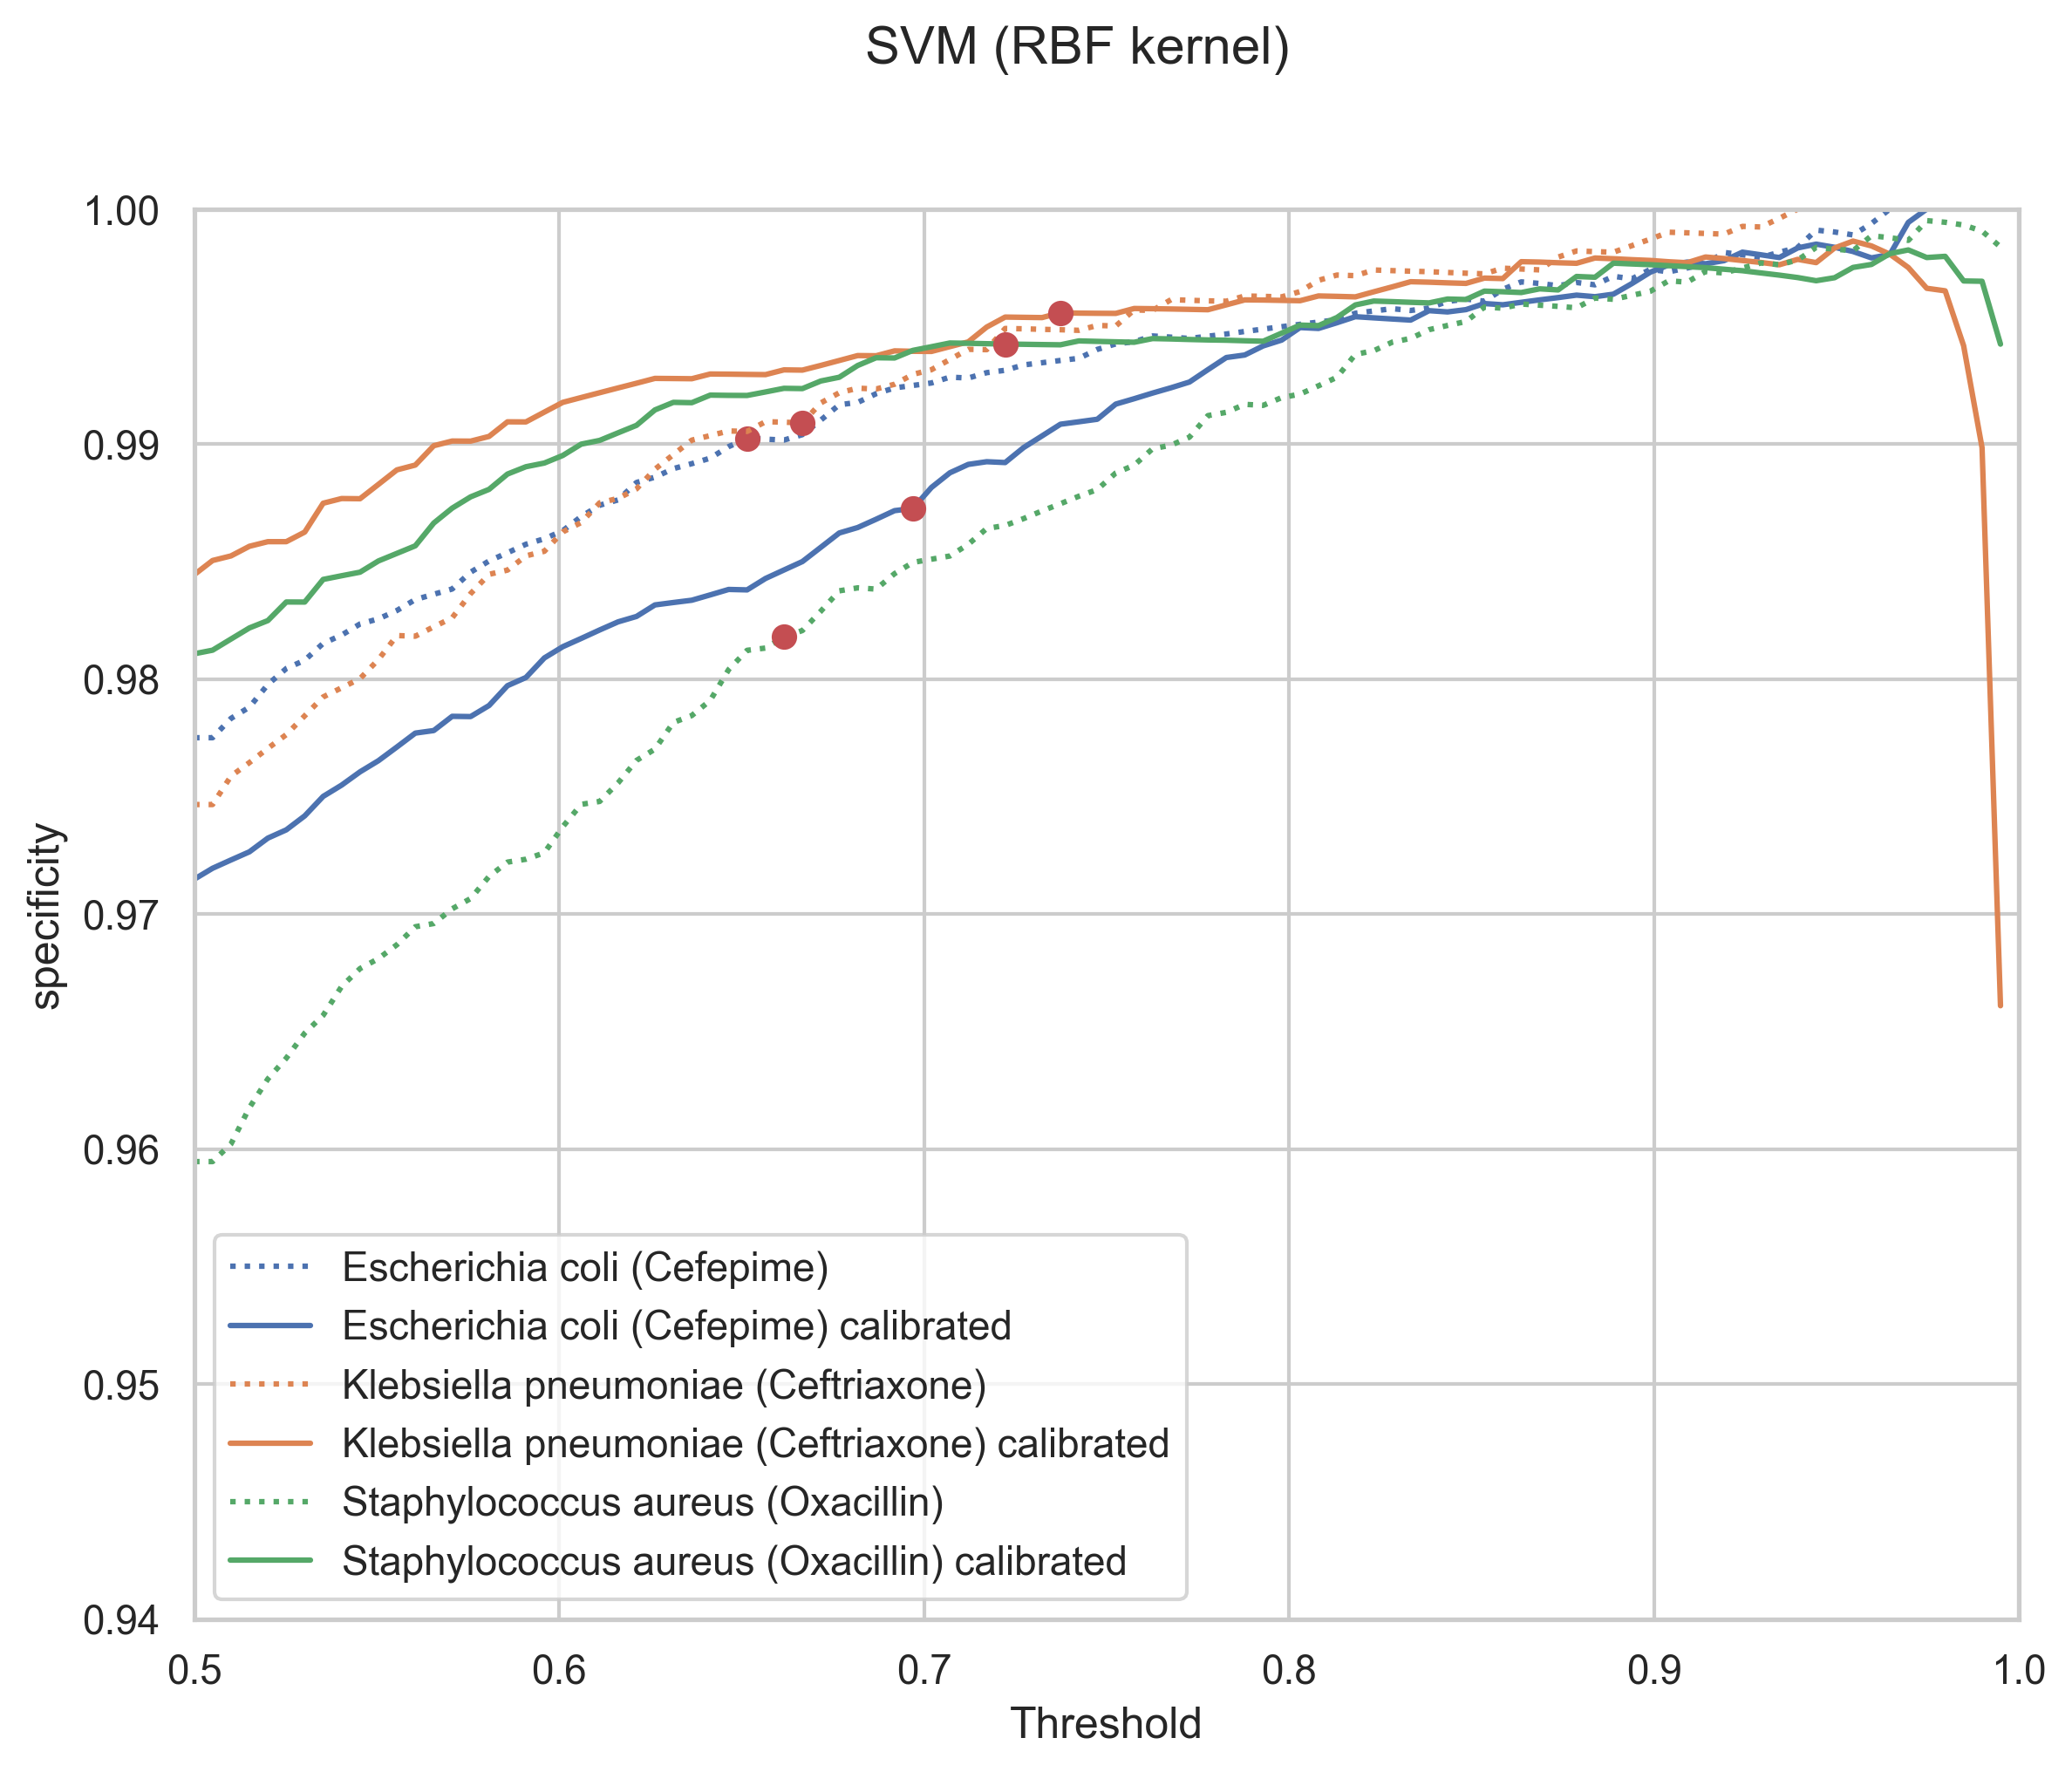 SVM (RBF kernel)
1.00
0.99
0.98
0.97
0.96
0.95
0.94
specificity
Escherichia coli (Cefepime)
Escherichia coli (Cefepime) calibrated
Klebsiella pneumoniae (Ceftriaxone)
Klebsiella pneumoniae (Ceftriaxone) calibrated
Staphylococcus aureus (Oxacillin)
Staphylococcus aureus (Oxacillin) calibrated
0.5 0.6 0.7 0.8 0.9 1.0
Threshold